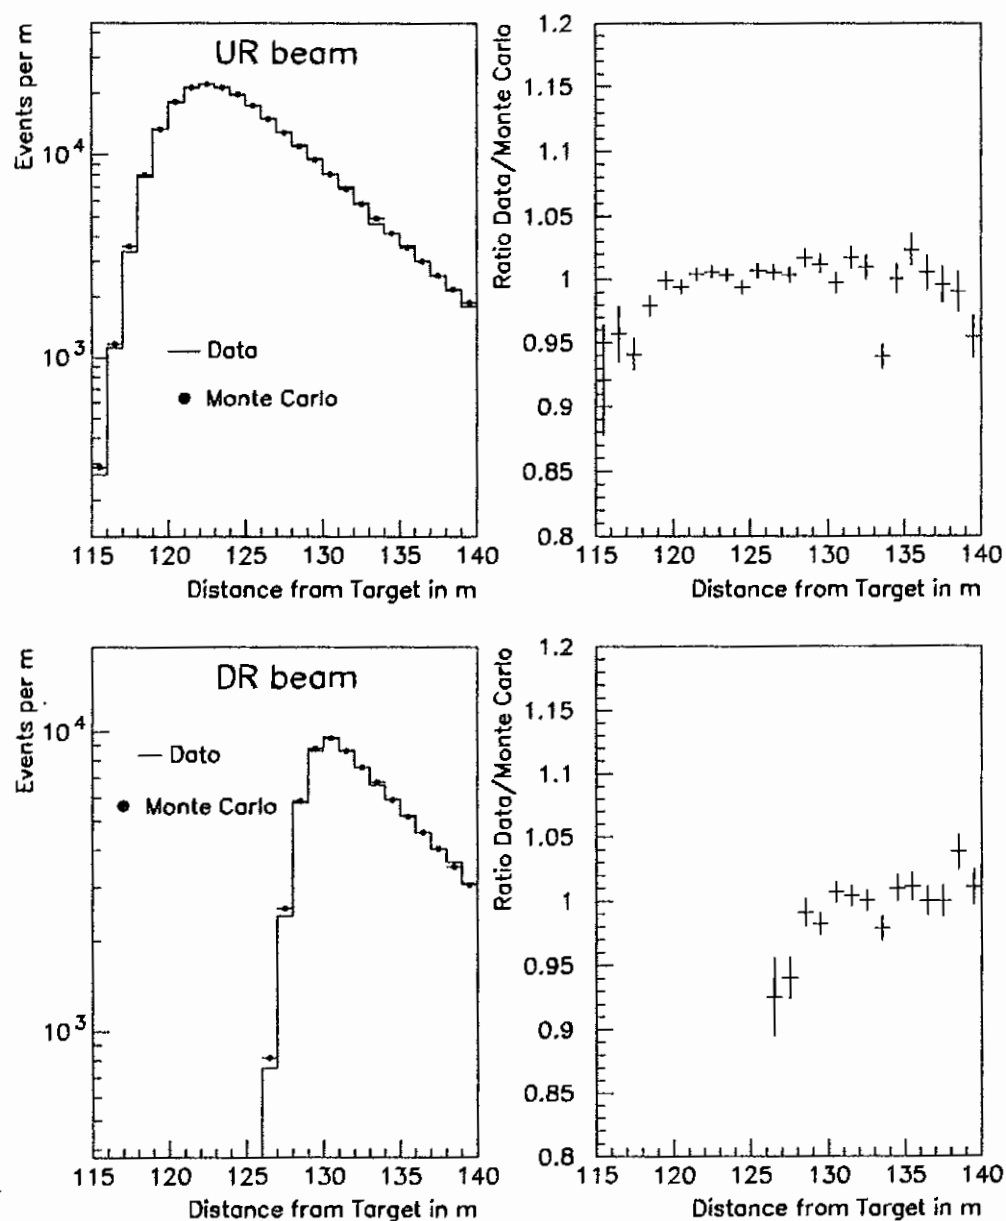 UR beam
Events per m
10^4
10^3
— Data
● Monte Carlo
115 120 125 130 135 140
Distance from Target in m
Ratio Data/Monte Carlo
1.2
1.15
1.1
1.05
1
0.95
0.9
0.85
0.8
115 120 125 130 135 140
Distance from Target in m
DR beam
Events per m
10^4
10^3
— Data
● Monte Carlo
115 120 125 130 135 140
Distance from Target in m
Ratio Data/Monte Carlo
1.2
1.15
1.1
1.05
1
0.95
0.9
0.85
0.8
115 120 125 130 135 140
Distance from Target in m